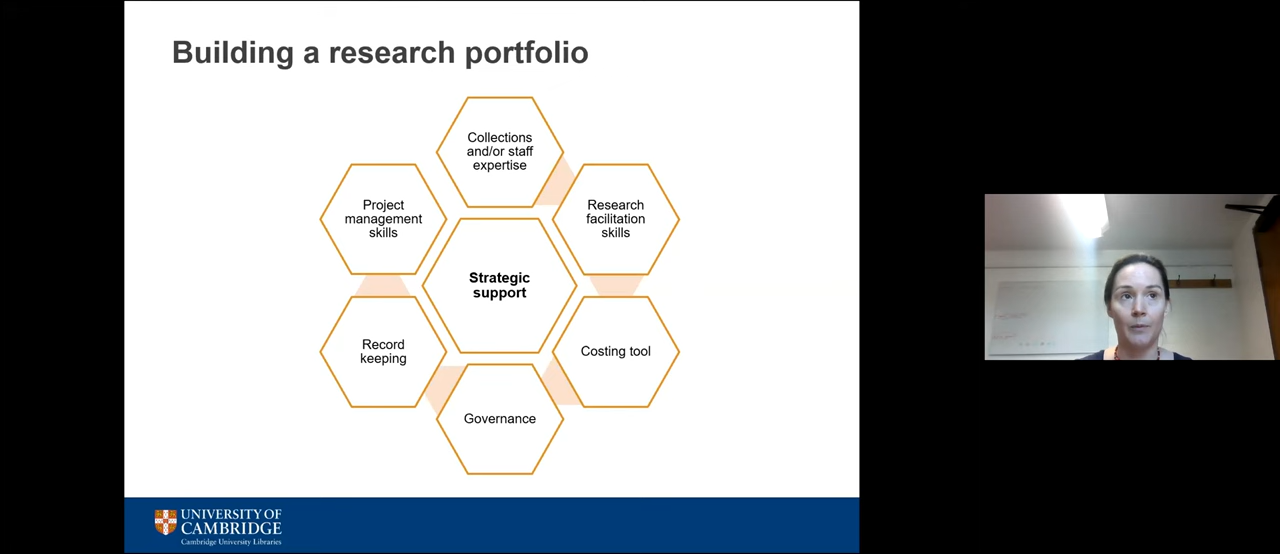 Building a research portfolio
Collections
and/or staff
expertise
Research
facilitation
skills
Costing tool
Governance
Record
keeping
Project
management
skills
Strategic
support
UNIVERSITY OF
CAMBRIDGE
Cambridge University Libraries